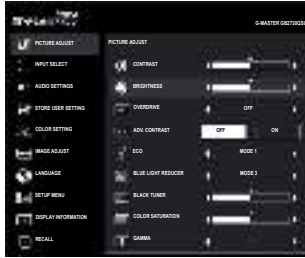 G-MASTER GB2730QSU
PICTURE ADJUST
PICTURE ADJUST
INPUT SELECT
CONTRAST
AUDIO SETTINGS
BRIGHTNESS
STORE USER SETTING
OVERDRIVE OFF
COLOR SETTING
ADV. CONTRAST OFF ON
IMAGE ADJUST
ECO MODE 1
LANGUAGE
BLUE LIGHT REDUCER MODE 3
SETUP MENU
BLACK TUNER
DISPLAY INFORMATION
COLOR SATURATION
RECALL
GAMMA